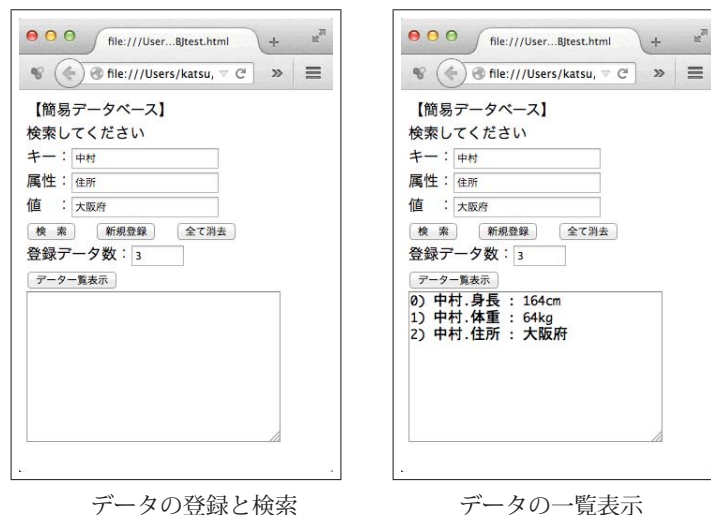 file:///User...BJtest.html
file:///Users/katsu,
【簡易データベース】
検索してください
キー：中村
属性：住所
値　：大阪府
検　索　新規登録　全て消去
登録データ数：3
データ一覧表示
データの登録と検索
file:///User...BJtest.html
file:///Users/katsu,
【簡易データベース】
検索してください
キー：中村
属性：住所
値　：大阪府
検　索　新規登録　全て消去
登録データ数：3
データ一覧表示
0) 中村.身長 : 164cm
1) 中村.体重 : 64kg
2) 中村.住所 : 大阪府
データの一覧表示